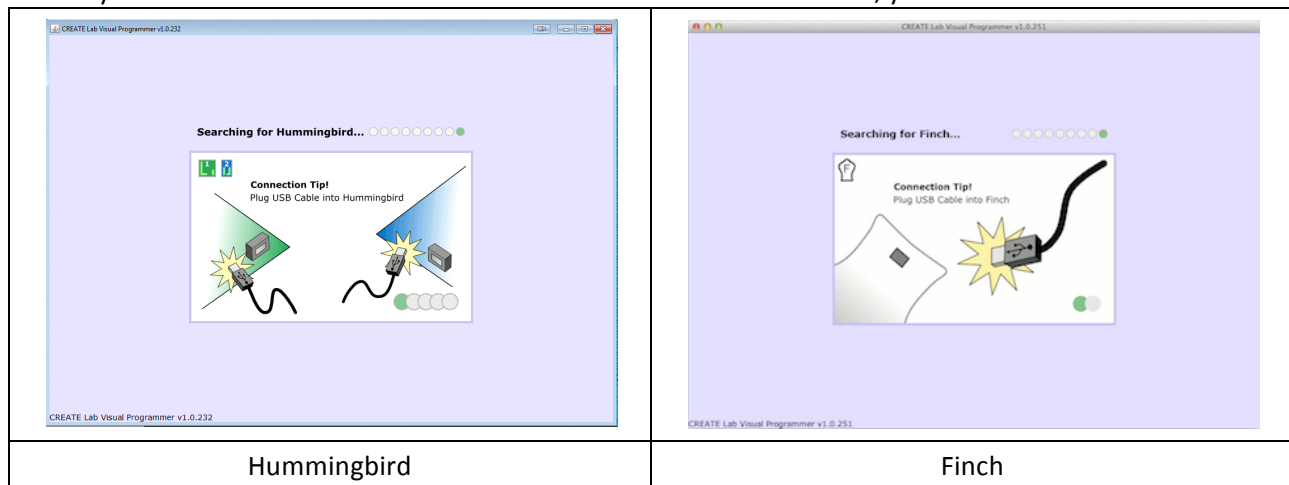 CREATE Lab Visual Programmer v1.0.232
Searching for Hummingbird...
1 2
Connection Tip!
Plug USB Cable into Hummingbird
CREATE Lab Visual Programmer v1.0.232
CREATE Lab Visual Programmer v1.0.251
Searching for Finch...
F
Connection Tip!
Plug USB Cable into Finch
CREATE Lab Visual Programmer v1.0.251
Hummingbird
Finch